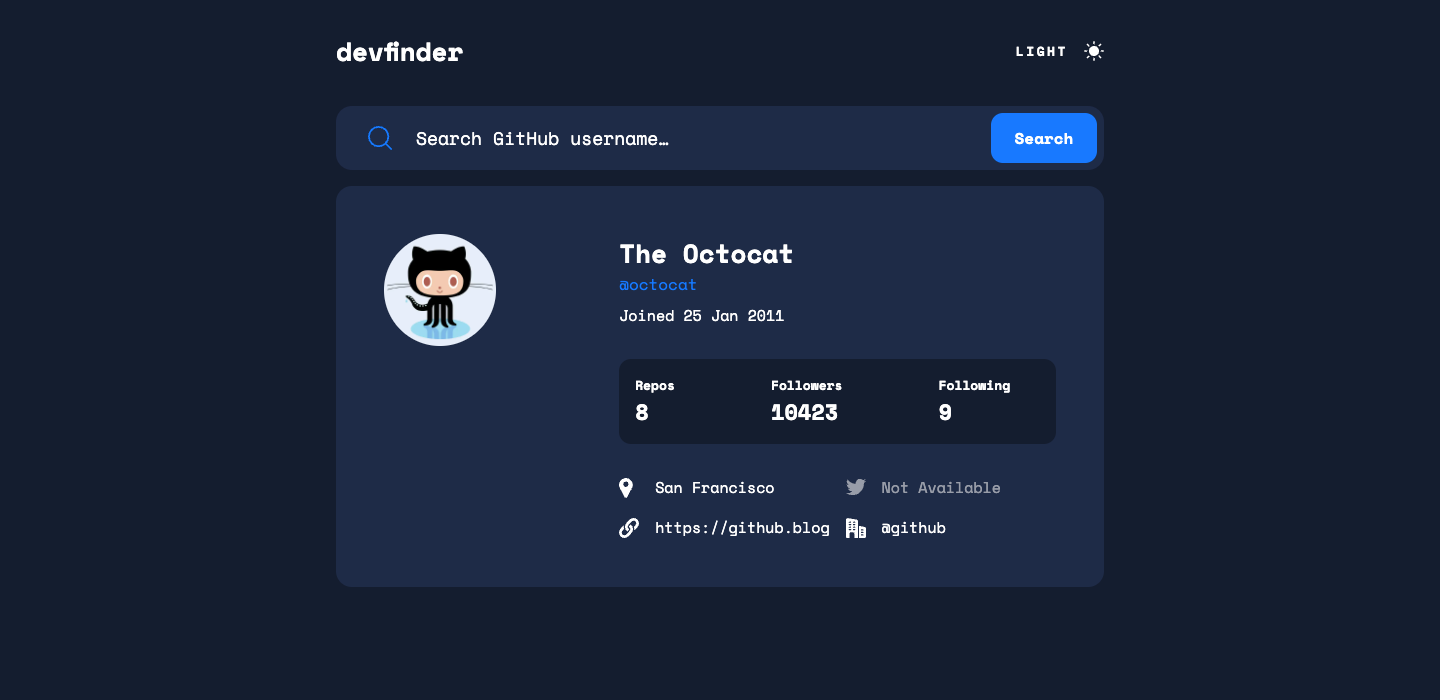 devfinder
LIGHT
Search GitHub username…
Search
The Octocat
@octocat
Joined 25 Jan 2011
Repos Followers Following
8 10423 9
San Francisco Not Available
https://github.blog @github